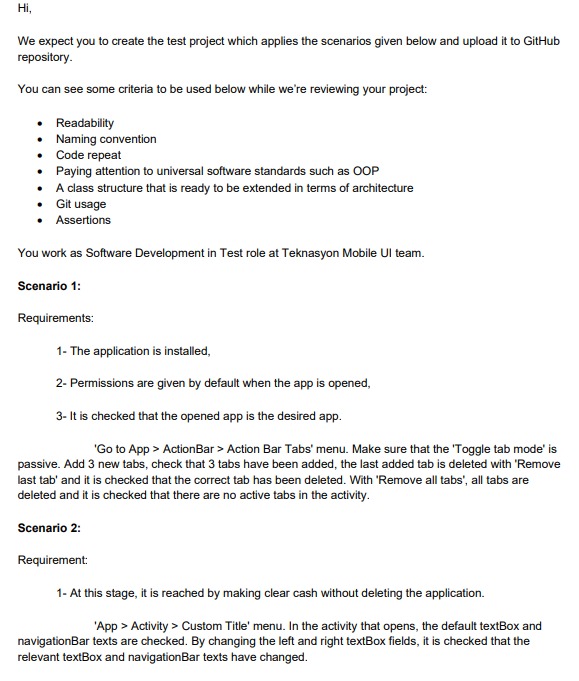 Hi,
We expect you to create the test project which applies the scenarios given below and upload it to GitHub
repository.
You can see some criteria to be used below while we're reviewing your project:
• Readability
• Naming convention
• Code repeat
• Paying attention to universal software standards such as OOP
• A class structure that is ready to be extended in terms of architecture
• Git usage
• Assertions
You work as Software Development in Test role at Teknasyon Mobile UI team.
Scenario 1:
Requirements:
1- The application is installed,
2- Permissions are given by default when the app is opened,
3- It is checked that the opened app is the desired app.
'Go to App > ActionBar > Action Bar Tabs' menu. Make sure that the 'Toggle tab mode' is
passive. Add 3 new tabs, check that 3 tabs have been added, the last added tab is deleted with 'Remove
last tab' and it is checked that the correct tab has been deleted. With 'Remove all tabs', all tabs are
deleted and it is checked that there are no active tabs in the activity.
Scenario 2:
Requirement:
1- At this stage, it is reached by making clear cash without deleting the application.
'App > Activity > Custom Title' menu. In the activity that opens, the default textBox and
navigationBar texts are checked. By changing the left and right textBox fields, it is checked that the
relevant textBox and navigationBar texts have changed.